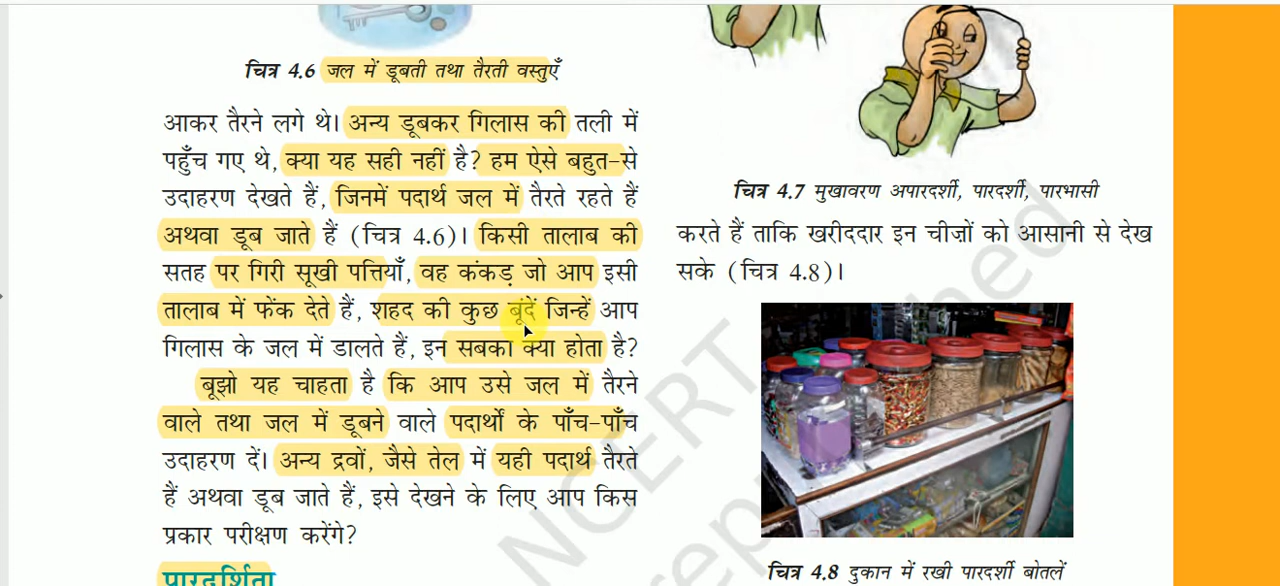 चित्र 4.6 जल में डूबती तथा तैरती वस्तुएँ
आकर तैरने लगे थे। अन्य डूबकर गिलास की तली में
पहुँच गए थे, क्या यह सही नहीं है? हम ऐसे बहुत-से
उदाहरण देखते हैं, जिनमें पदार्थ जल में तैरते रहते हैं
अथवा डूब जाते हैं (चित्र 4.6)। किसी तालाब की
सतह पर गिरी सूखी पत्तियाँ, वह कंकड़ जो आप इसी
तालाब में फेंक देते हैं, शहद की कुछ बूंदें जिन्हें आप
गिलास के जल में डालते हैं, इन सबका क्या होता है?
बूझो यह चाहता है कि आप उसे जल में तैरने
वाले तथा जल में डूबने वाले पदार्थों के पाँच-पाँच
उदाहरण दें। अन्य द्रवों, जैसे तेल में यही पदार्थ तैरते
हैं अथवा डूब जाते हैं, इसे देखने के लिए आप किस
प्रकार परीक्षण करेंगे?
पारदर्शिता
चित्र 4.7 मुखावरण अपारदर्शी, पारदर्शी, पारभासी
करते हैं ताकि खरीददार इन चीज़ों को आसानी से देख
सके (चित्र 4.8)।
चित्र 4.8 दुकान में रखी पारदर्शी बोतलें
NCERT